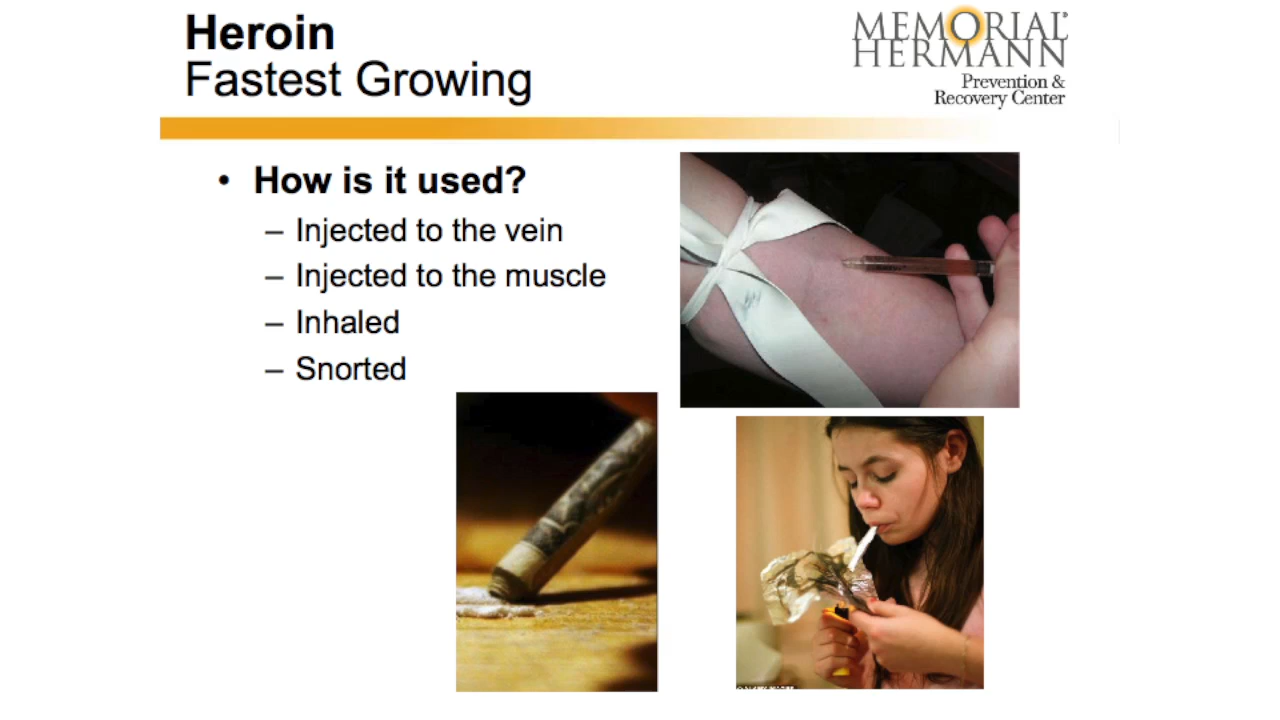 Heroin
Fastest Growing
MEMORIAL®
HERMANN
Prevention &
Recovery Center
• How is it used?
– Injected to the vein
– Injected to the muscle
– Inhaled
– Snorted